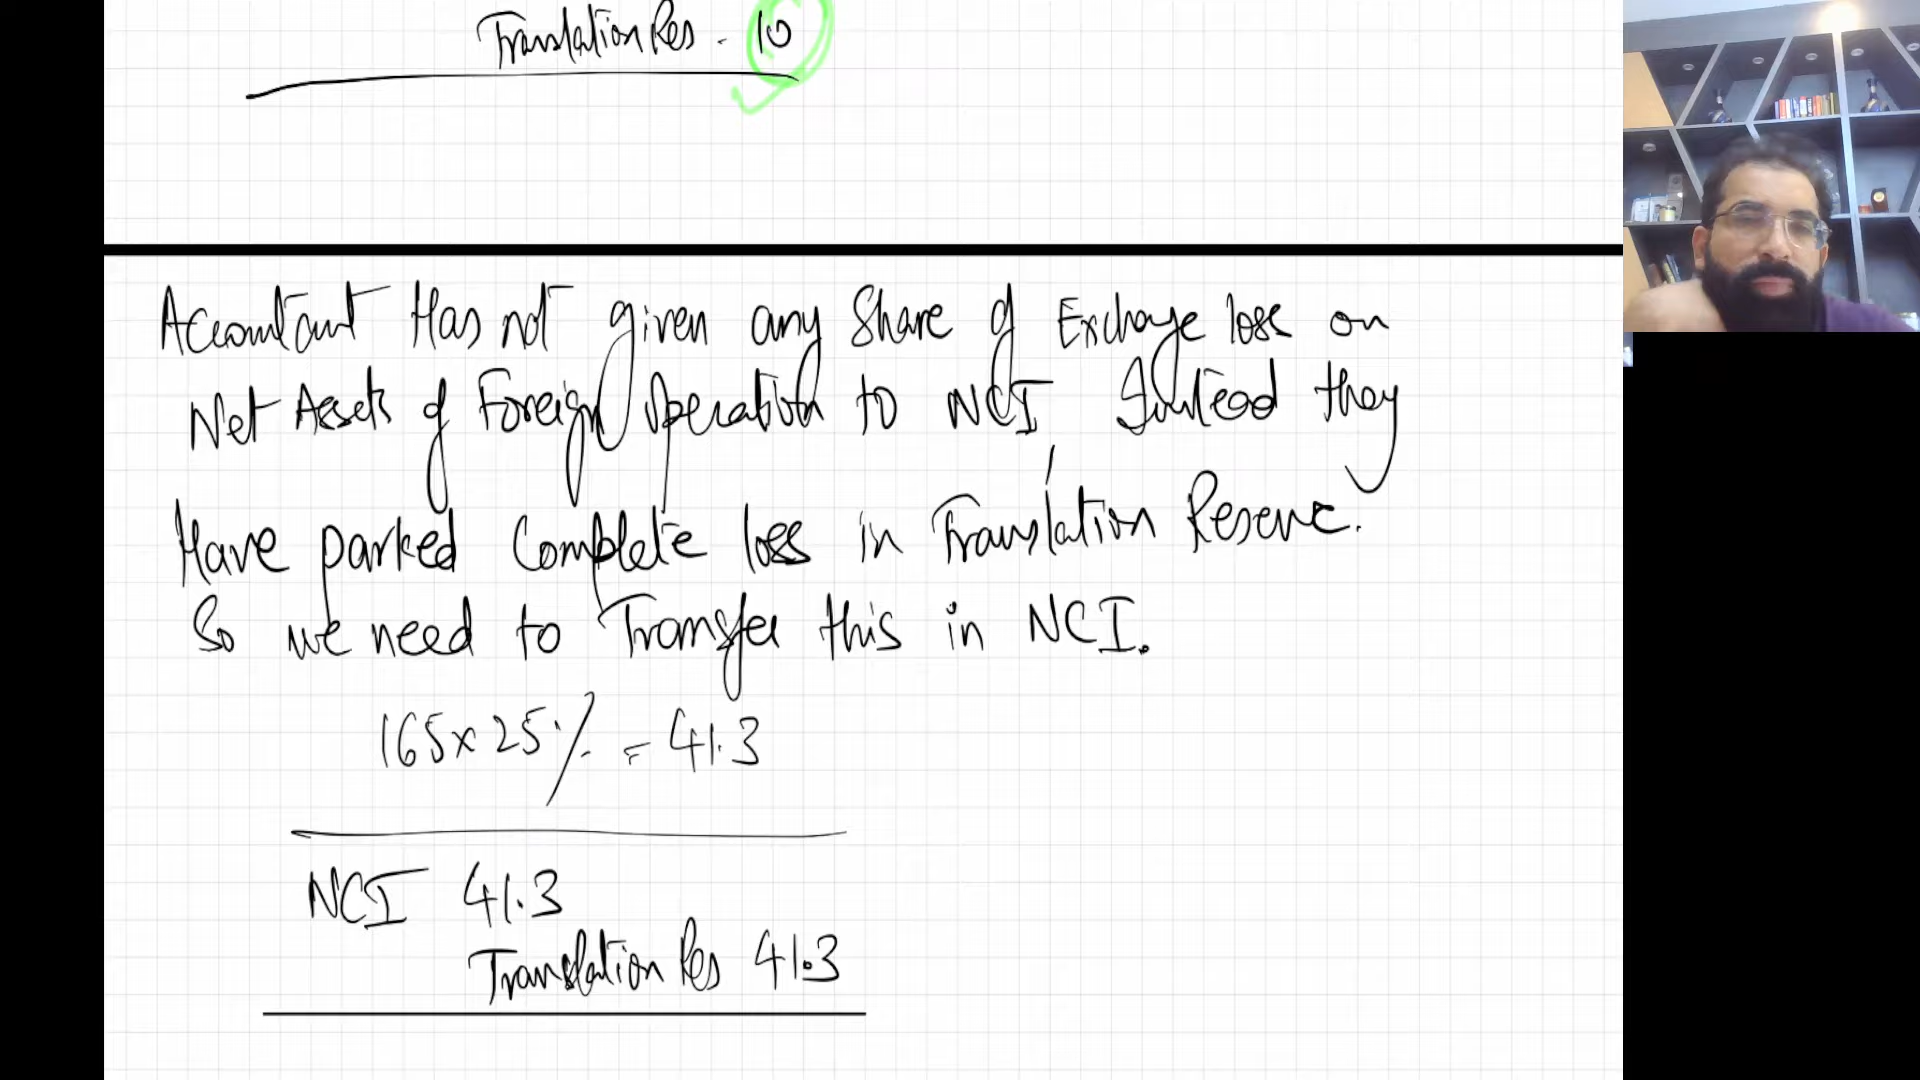 Translation Res. 10
Accountant Has not given any Share of Exchange loss on
Net Assets of Foreign Operation to NCI, Instead they
Have parked Complete loss in Translation Reserve.
So we need to Transfer this in NCI.
165 x 25% = 41.3
NCI 41.3
Translation Res 41.3